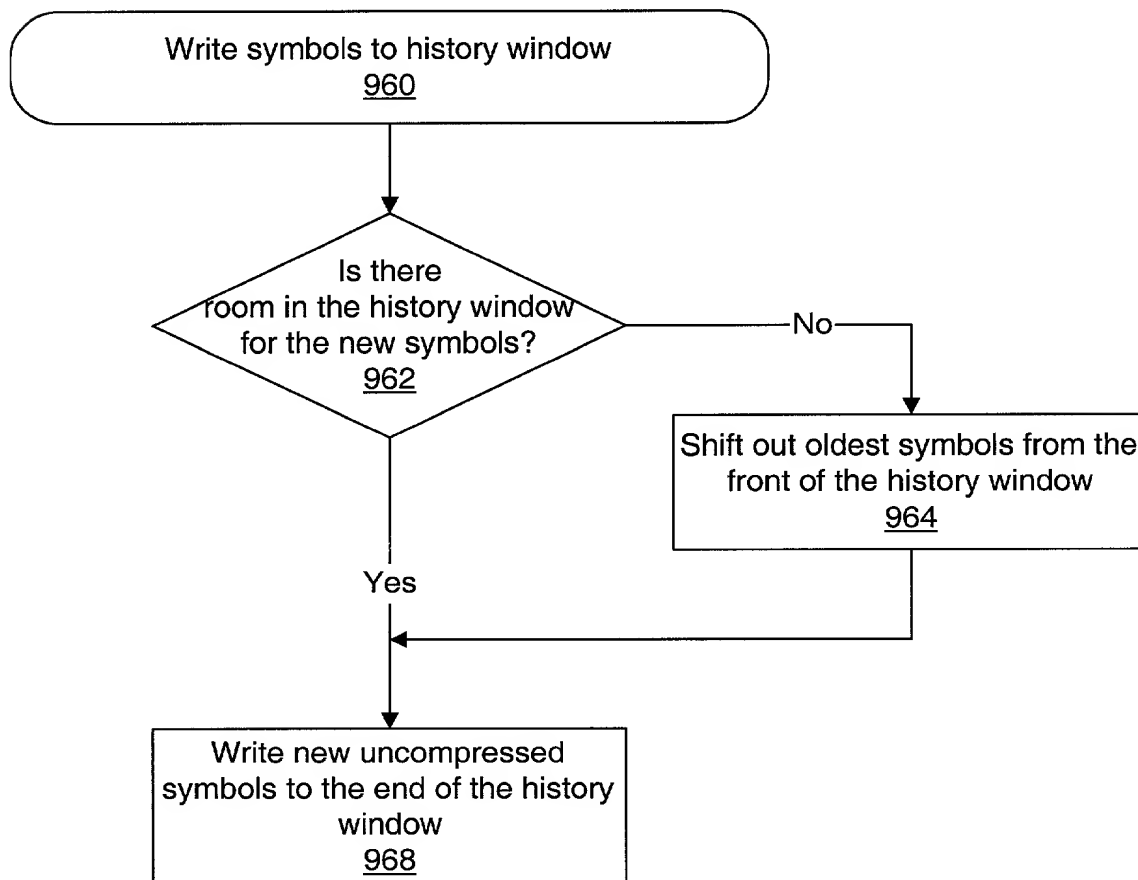 Write symbols to history window
960
Is there
room in the history window
for the new symbols?
962
No
Shift out oldest symbols from the
front of the history window
964
Yes
Write new uncompressed
symbols to the end of the history
window
968